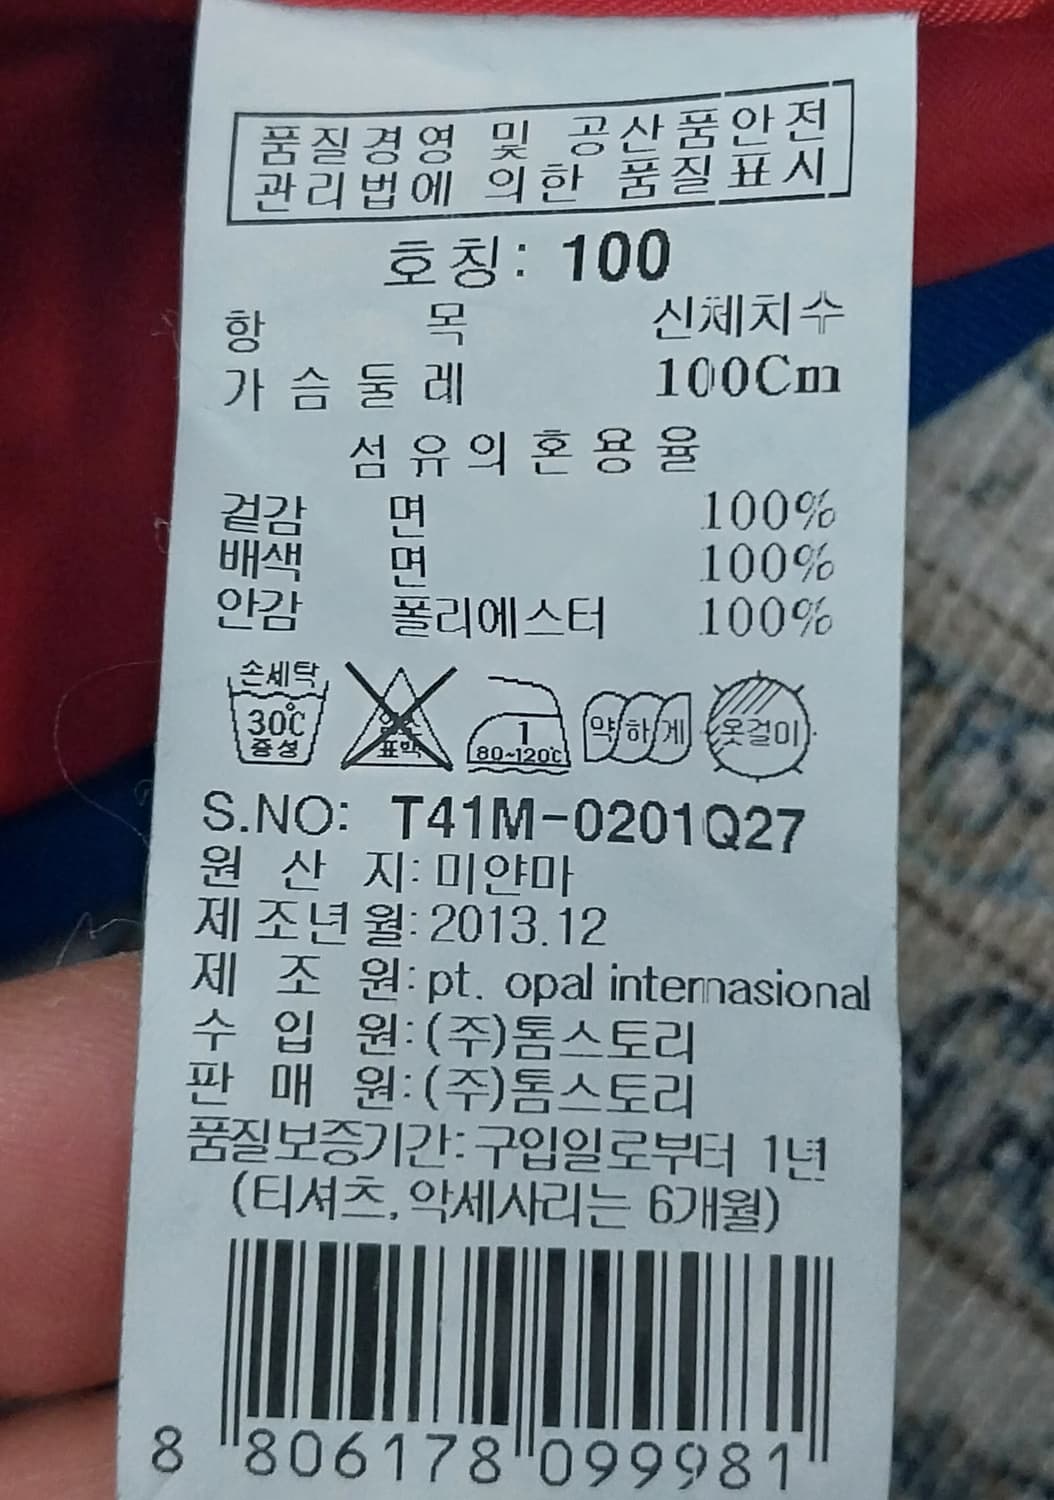 품질경영 및 공산품안전
관리법에 의한 품질표시
호칭: 100
항 목 신체치수
가슴둘레 100Cm
섬유의혼용율
겉감 면 100%
배색 면 100%
안감 폴리에스터 100%
손세탁 30℃ 중성
염소 표백
1 80~120℃
약하게
옷걸이
S.NO: T41M-0201Q27
원 산 지: 미얀마
제조년월: 2013.12
제 조 원: pt. opal internasional
수 입 원: (주)톰스토리
판 매 원: (주)톰스토리
품질보증기간: 구입일로부터 1년
(티셔츠, 악세사리는 6개월)
8 806178 099981